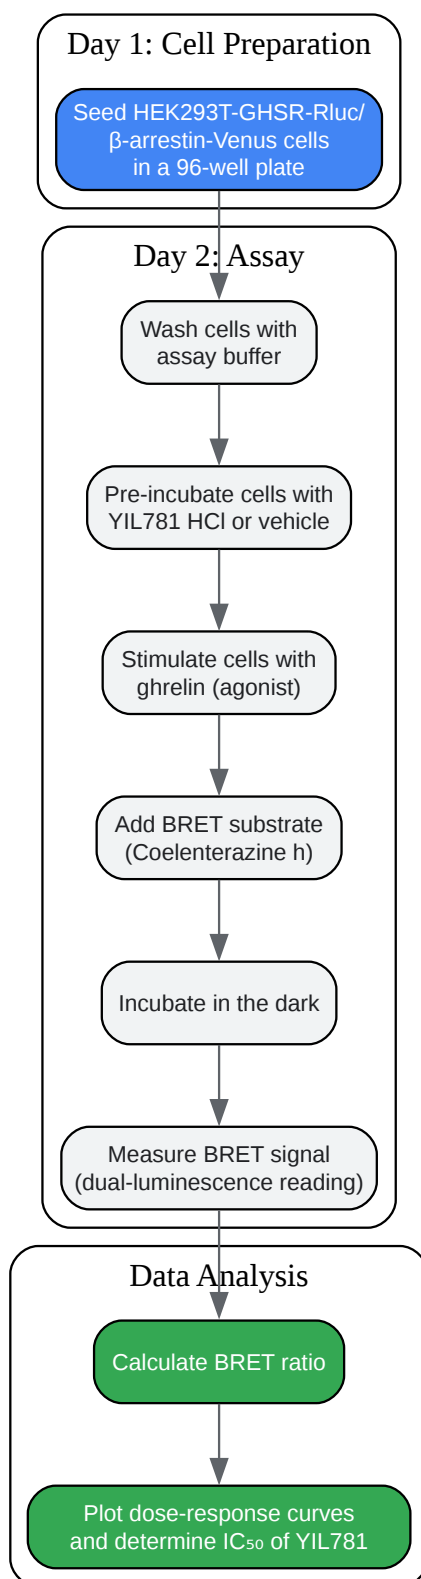 Day 1: Cell Preparation
Seed HEK293T-GHSR-Rluc/
β-arrestin-Venus cells
in a 96-well plate
Day 2: Assay
Wash cells with
assay buffer
Pre-incubate cells with
YIL781 HCl or vehicle
Stimulate cells with
ghrelin (agonist)
Add BRET substrate
(Coelenterazine h)
Incubate in the dark
Measure BRET signal
(dual-luminescence reading)
Data Analysis
Calculate BRET ratio
Plot dose-response curves
and determine IC₅₀ of YIL781